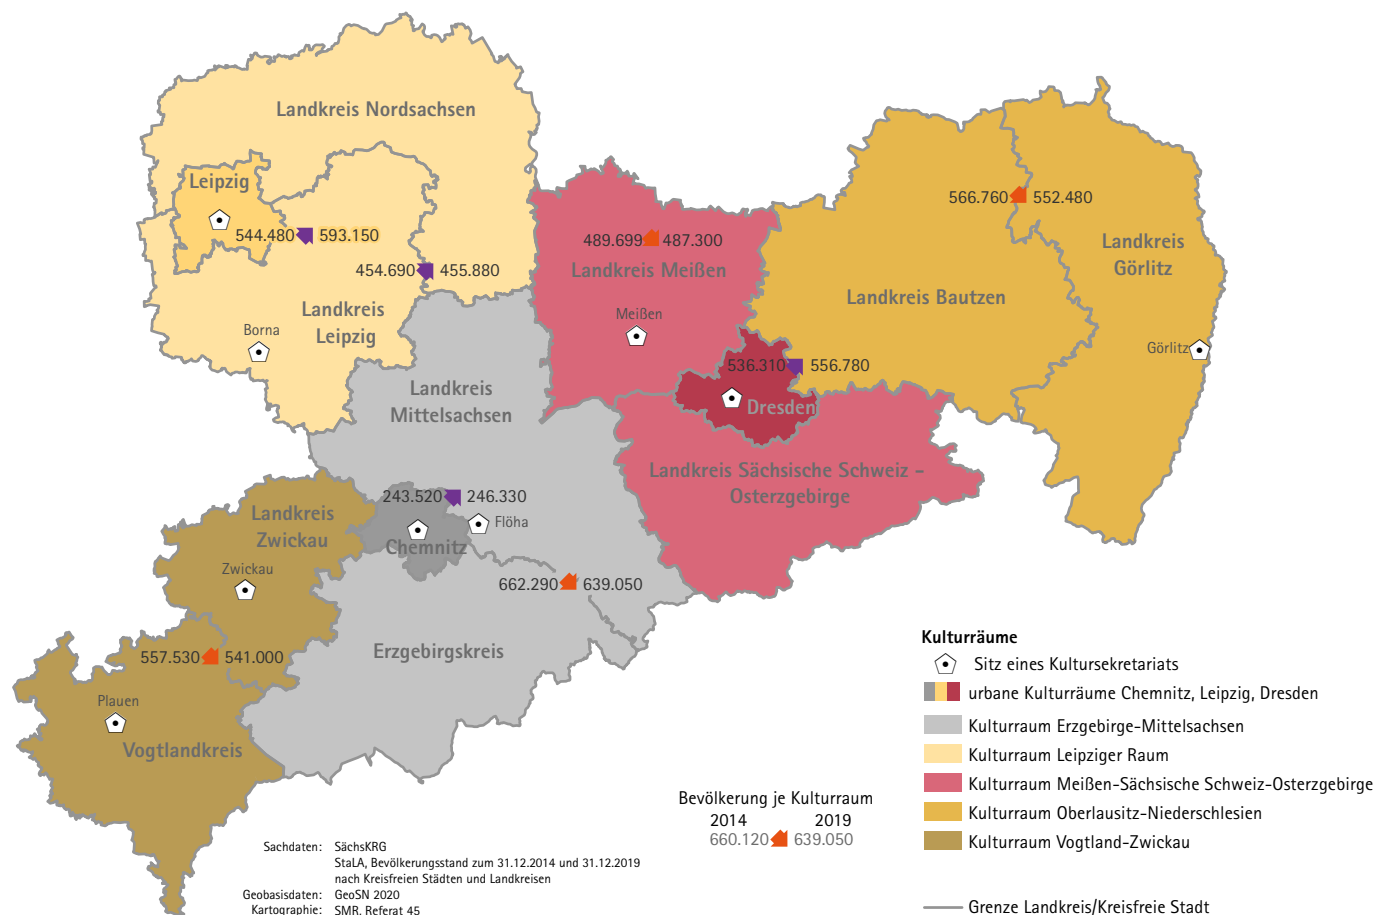 Landkreis Nordsachsen
Leipzig
544.480 593.150
454.690 455.880
Landkreis
Leipzig
Borna
489.699 487.300
Landkreis Meißen
Meißen
566.760 552.480
Landkreis
Görlitz
Landkreis Bautzen
Görlitz
536.310 556.780
Dresden
Landkreis
Mittelsachsen
Landkreis Sächsische Schweiz -
Osterzgebirge
243.520 246.330
Flöha
Chemnitz
Landkreis
Zwickau
Zwickau
662.290 639.050
Erzgebirgskreis
557.530 541.000
Plauen
Vogtlandkreis
Kulturräume
Sitz eines Kultursekretariats
urbane Kulturräume Chemnitz, Leipzig, Dresden
Kulturraum Erzgebirge-Mittelsachsen
Kulturraum Leipziger Raum
Kulturraum Meißen-Sächsische Schweiz-Osterzgebirge
Kulturraum Oberlausitz-Niederschlesien
Kulturraum Vogtland-Zwickau
Grenze Landkreis/Kreisfreie Stadt
Bevölkerung je Kulturraum
2014 2019
660.120 639.050
Sachdaten: SächsKRG
StaLA, Bevölkerungsstand zum 31.12.2014 und 31.12.2019
nach Kreisfreien Städten und Landkreisen
Geobasisdaten: GeoSN 2020
Kartographie: SMR, Referat 45